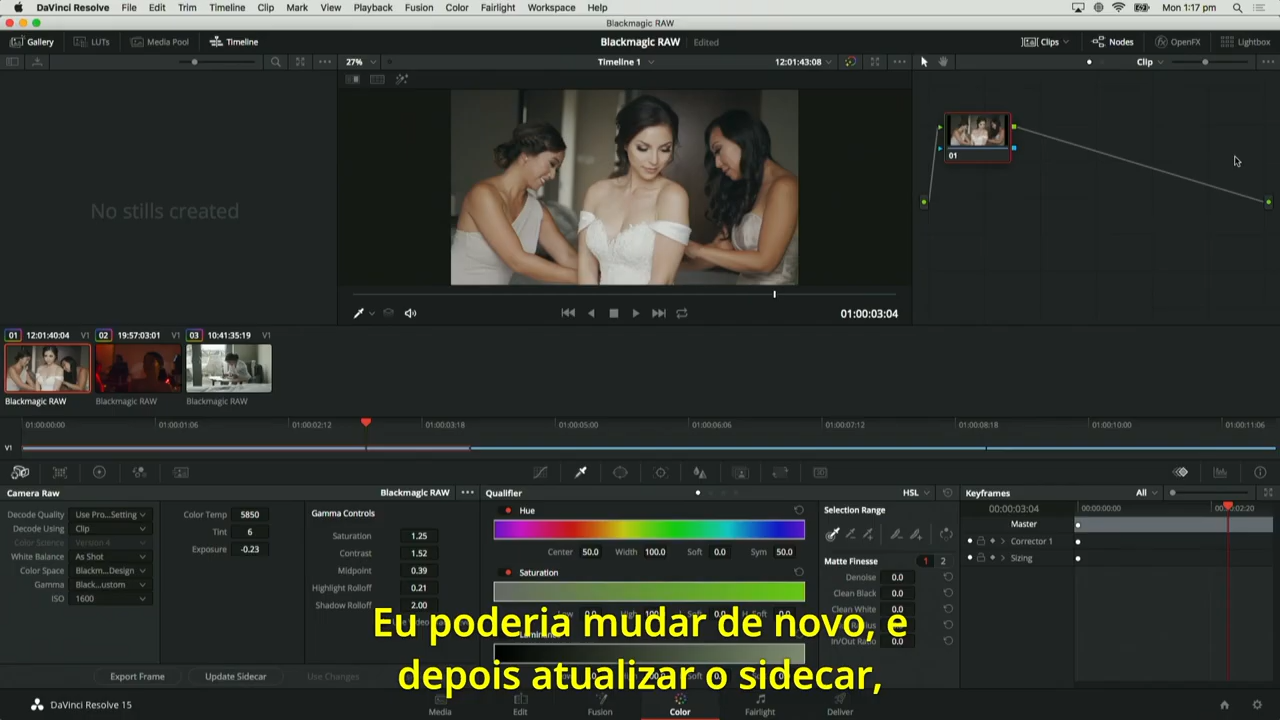 DaVinci Resolve File Edit Trim Timeline Clip Mark View Playback Fusion Color Fairlight Workspace Help Mon 1:17 pm
Blackmagic RAW
Gallery LUTs Media Pool Timeline Blackmagic RAW Edited Clips Nodes OpenFX Lightbox
27% Timeline 1 12:01:43:08 Clip
01
No stills created
01:00:03:04
01 12:01:40:04 V1 02 19:57:03:01 V1 03 10:41:35:19 V1
Blackmagic RAW Blackmagic RAW Blackmagic RAW
01:00:00:00 01:00:01:06 01:00:02:12 01:00:03:18 01:00:05:00 01:00:06:06 01:00:07:12 01:00:08:18 01:00:10:00 01:00:11:06
V1
Camera Raw Blackmagic RAW Qualifier HSL Keyframes All
Decode Quality Use Pro...Setting Color Temp 5850 Gamma Controls Hue Selection Range 00:00:03:04 00:00:00:00
Decode Using Clip Tint 6 Master
Color Science Version 4 Saturation 1.25 Corrector 1
White Balance As Shot Exposure -0.23 Contrast 1.52 Center 50.0 Width 100.0 Soft 0.0 Sym 50.0 Matte Finesse 1 2 Sizing
Color Space Blackm...Design Midpoint 0.39 Saturation Denoise 0.0
Gamma Black...ustom Highlight Rolloff 0.21 Clean Black 0.0
ISO 1600 Shadow Rolloff 2.00 Clean White 0.0
In/Out Ratio 0.0
Eu poderia mudar de novo, e
depois atualizar o sidecar,
Export Frame Update Sidecar Use Changes
DaVinci Resolve 15 Media Edit Fusion Color Fairlight Deliver